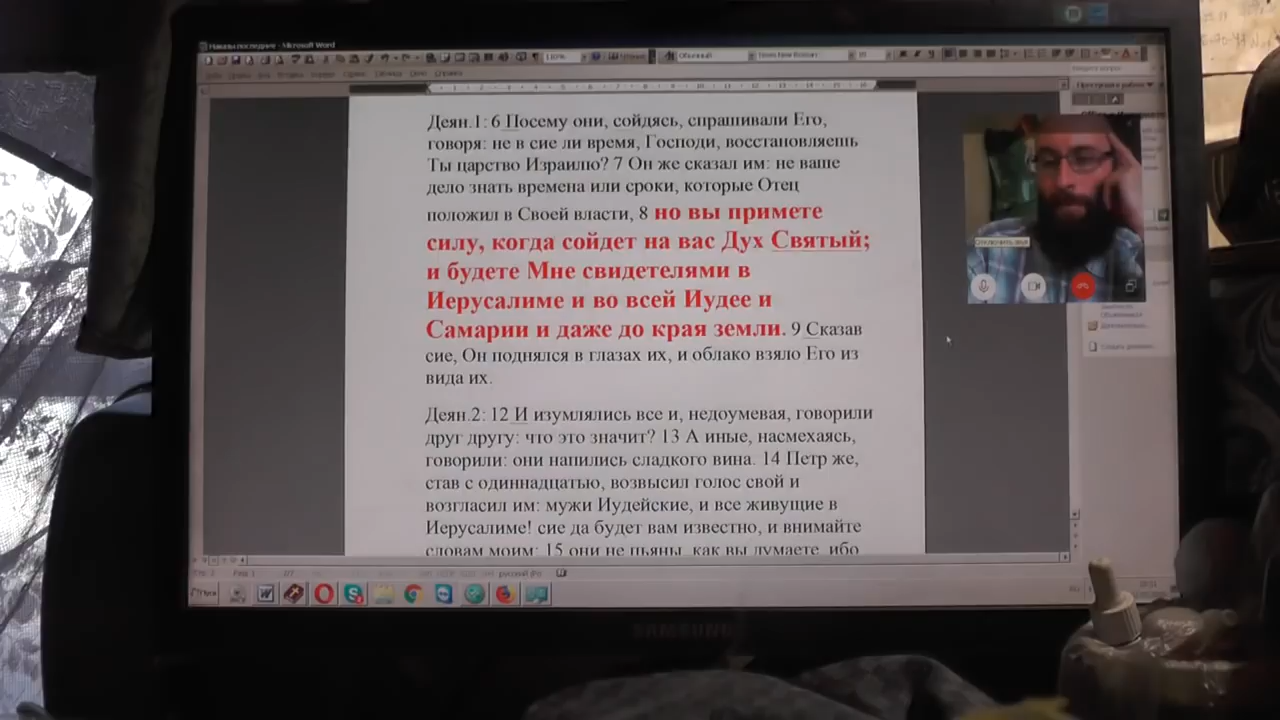 Наказы последние - Microsoft Word
Деян.1: 6 Посему они, сойдясь, спрашивали Его,
говоря: не в сие ли время, Господи, восстановляешь
Ты царство Израилю? 7 Он же сказал им: не ваше
дело знать времена или сроки, которые Отец
положил в Своей власти, 8 но вы примете
силу, когда сойдет на вас Дух Святый;
и будете Мне свидетелями в
Иерусалиме и во всей Иудее и
Самарии и даже до края земли. 9 Сказав
сие, Он поднялся в глазах их, и облако взяло Его из
вида их.
Деян.2: 12 И изумлялись все и, недоумевая, говорили
друг другу: что это значит? 13 А иные, насмехаясь,
говорили: они напились сладкого вина. 14 Петр же,
став с одиннадцатью, возвысил голос свой и
возгласил им: мужи Иудейские, и все живущие в
Иерусалиме! сие да будет вам известно, и внимайте
словам моим: 15 они не пьяны, как вы думаете, ибо
Отключить звук
SAMSUNG